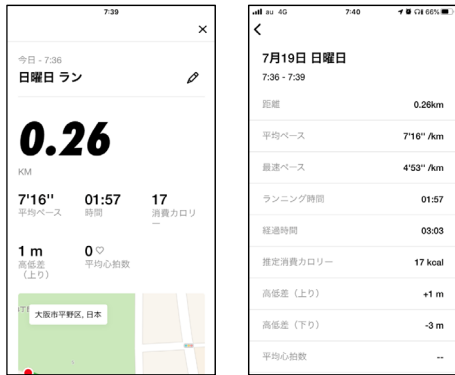 7:39
×
今日 - 7:36
日曜日 ラン
0.26
KM
7'16''
平均ペース
01:57
時間
17
消費カロリ
ー
1 m
高低差
（上り）
0♡
平均心拍数
大阪市平野区, 日本
au 4G
7:40
66%
7月19日 日曜日
7:36 - 7:39
距離 0.26km
平均ペース 7'16'' /km
最速ペース 4'53'' /km
ランニング時間 01:57
経過時間 03:03
推定消費カロリー 17 kcal
高低差（上り） +1 m
高低差（下り） -3 m
平均心拍数 --